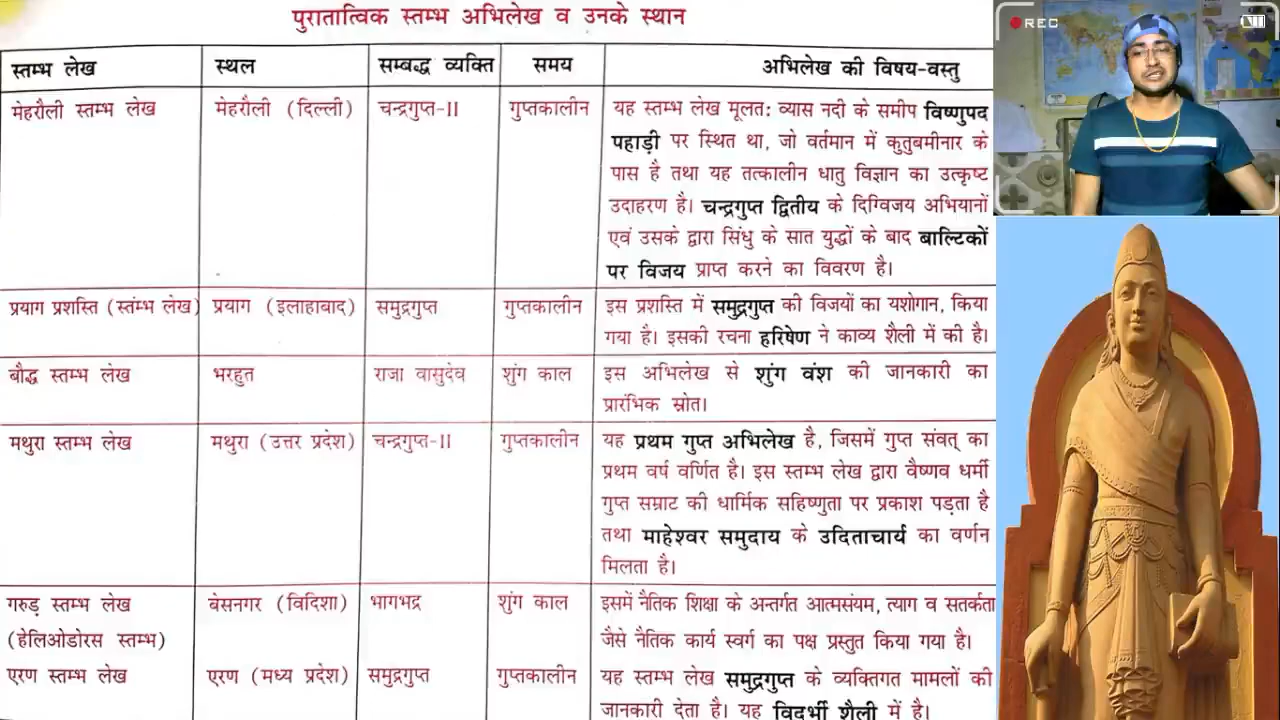 पुरातात्विक स्तम्भ अभिलेख व उनके स्थान
REC
स्तम्भ लेख स्थल सम्बद्ध व्यक्ति समय अभिलेख की विषय-वस्तु
मेहरौली स्तम्भ लेख मेहरौली (दिल्ली) चन्द्रगुप्त-II गुप्तकालीन यह स्तम्भ लेख मूलतः व्यास नदी के समीप विष्णुपद
पहाड़ी पर स्थित था, जो वर्तमान में कुतुबमीनार के
पास है तथा यह तत्कालीन धातु विज्ञान का उत्कृष्ट
उदाहरण है। चन्द्रगुप्त द्वितीय के दिग्विजय अभियानों
एवं उसके द्वारा सिंधु के सात युद्धों के बाद बाल्टिकों
पर विजय प्राप्त करने का विवरण है।
प्रयाग प्रशस्ति (स्तंम्भ लेख) प्रयाग (इलाहाबाद) समुद्रगुप्त गुप्तकालीन इस प्रशस्ति में समुद्रगुप्त की विजयों का यशोगान, किया
गया है। इसकी रचना हरिषेण ने काव्य शैली में की है।
बौद्ध स्तम्भ लेख भरहुत राजा वासुदेव शुंग काल इस अभिलेख से शुंग वंश की जानकारी का
प्रारंभिक स्रोत।
मथुरा स्तम्भ लेख मथुरा (उत्तर प्रदेश) चन्द्रगुप्त-II गुप्तकालीन यह प्रथम गुप्त अभिलेख है, जिसमें गुप्त संवत् का
प्रथम वर्ष वर्णित है। इस स्तम्भ लेख द्वारा वैष्णव धर्मी
गुप्त सम्राट की धार्मिक सहिष्णुता पर प्रकाश पड़ता है
तथा माहेश्वर समुदाय के उदिताचार्य का वर्णन
मिलता है।
गरुड़ स्तम्भ लेख बेसनगर (विदिशा) भागभद्र शुंग काल इसमें नैतिक शिक्षा के अन्तर्गत आत्मसंयम, त्याग व सतर्कता
(हेलिओडोरस स्तम्भ) जैसे नैतिक कार्य स्वर्ग का पक्ष प्रस्तुत किया गया है।
एरण स्तम्भ लेख एरण (मध्य प्रदेश) समुद्रगुप्त गुप्तकालीन यह स्तम्भ लेख समुद्रगुप्त के व्यक्तिगत मामलों की
जानकारी देता है। यह विदर्भी शैली में है।